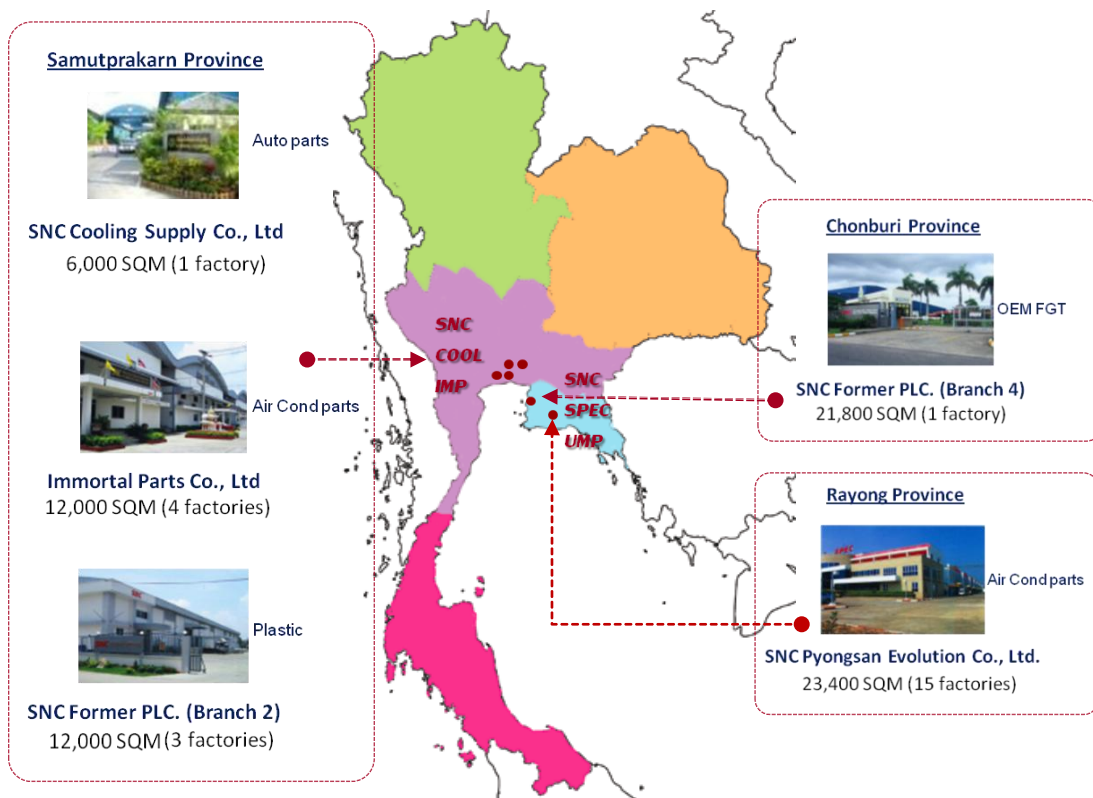 Samutprakarn Province
Auto parts
SNC Cooling Supply Co., Ltd
6,000 SQM (1 factory)
Air Cond parts
Immortal Parts Co., Ltd
12,000 SQM (4 factories)
Plastic
SNC Former PLC. (Branch 2)
12,000 SQM (3 factories)
SNC
COOL
IMP
SNC
SPEC
UMP
Chonburi Province
OEM FGT
SNC Former PLC. (Branch 4)
21,800 SQM (1 factory)
Rayong Province
SPEC
Air Cond parts
SNC Pyongsan Evolution Co., Ltd.
23,400 SQM (15 factories)